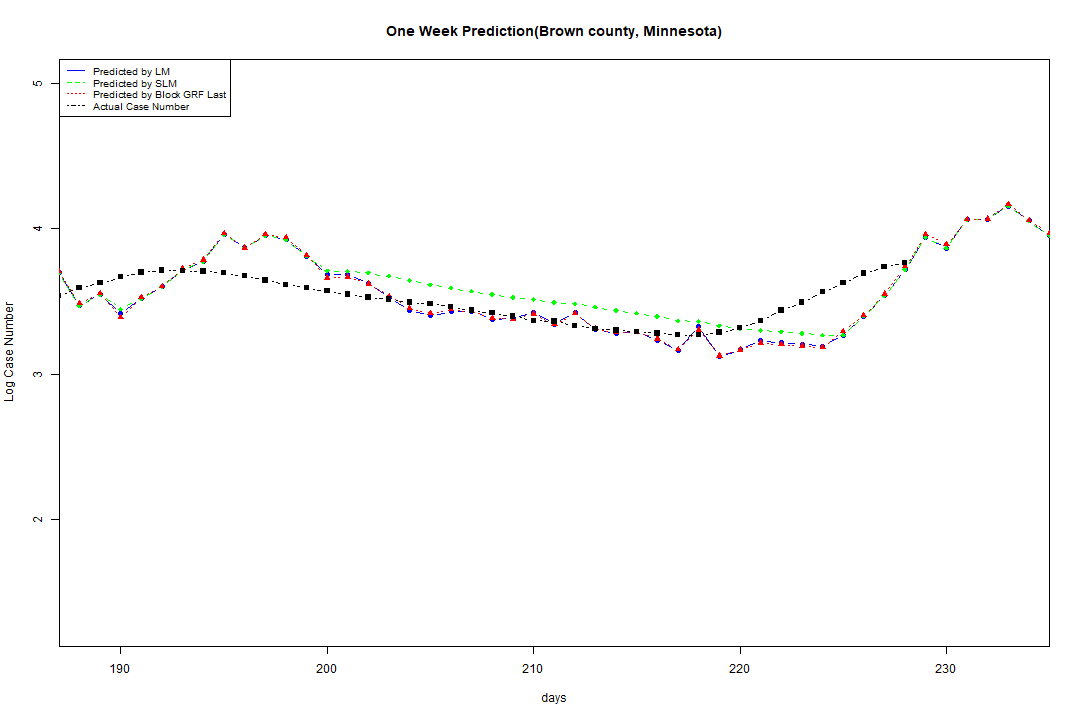 One Week Prediction(Brown county, Minnesota)
Predicted by LM
Predicted by SLM
Predicted by Block GRF Last
Actual Case Number
5
4
3
2
Log Case Number
190 200 210 220 230
days